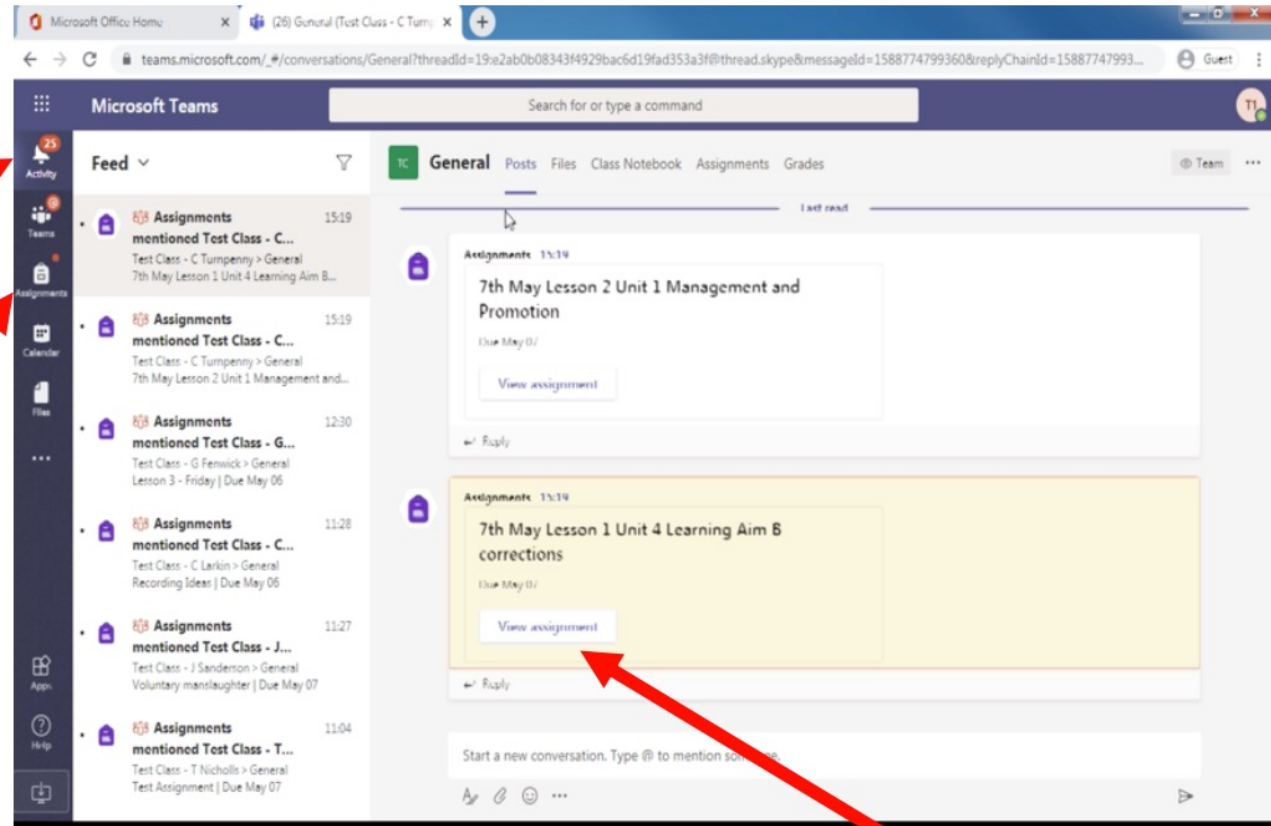 Microsoft Office Home
(26) General (Test Class - C Turnp
teams.microsoft.com/_#/conversations/General?threadId=19:e2ab0b08343f4929bac6d19fad353a3f@thread.skype&messageId=1588774799360&replyChainId=15887747993...
Guest
Microsoft Teams
Search for or type a command
T1
25
Activity
Teams
Assignments
Calendar
Files
Apps
Help
Feed
Assignments 15:19
mentioned Test Class - C...
Test Class - C Turnpenny > General
7th May Lesson 1 Unit 4 Learning Aim B...
Assignments 15:19
mentioned Test Class - C...
Test Class - C Turnpenny > General
7th May Lesson 2 Unit 1 Management and...
Assignments 12:30
mentioned Test Class - G...
Test Class - G Fenwick > General
Lesson 3 - Friday | Due May 06
Assignments 11:28
mentioned Test Class - C...
Test Class - C Larkin > General
Recording Ideas | Due May 06
Assignments 11:27
mentioned Test Class - J...
Test Class - J Sanderson > General
Voluntary manslaughter | Due May 07
Assignments 11:04
mentioned Test Class - T...
Test Class - T Nicholls > General
Test Assignment | Due May 07
TC
General Posts Files Class Notebook Assignments Grades
Team
Last read
Assignments 15:19
7th May Lesson 2 Unit 1 Management and
Promotion
Due May 07
View assignment
Reply
Assignments 15:19
7th May Lesson 1 Unit 4 Learning Aim B
corrections
Due May 07
View assignment
Reply
Start a new conversation. Type @ to mention someone.